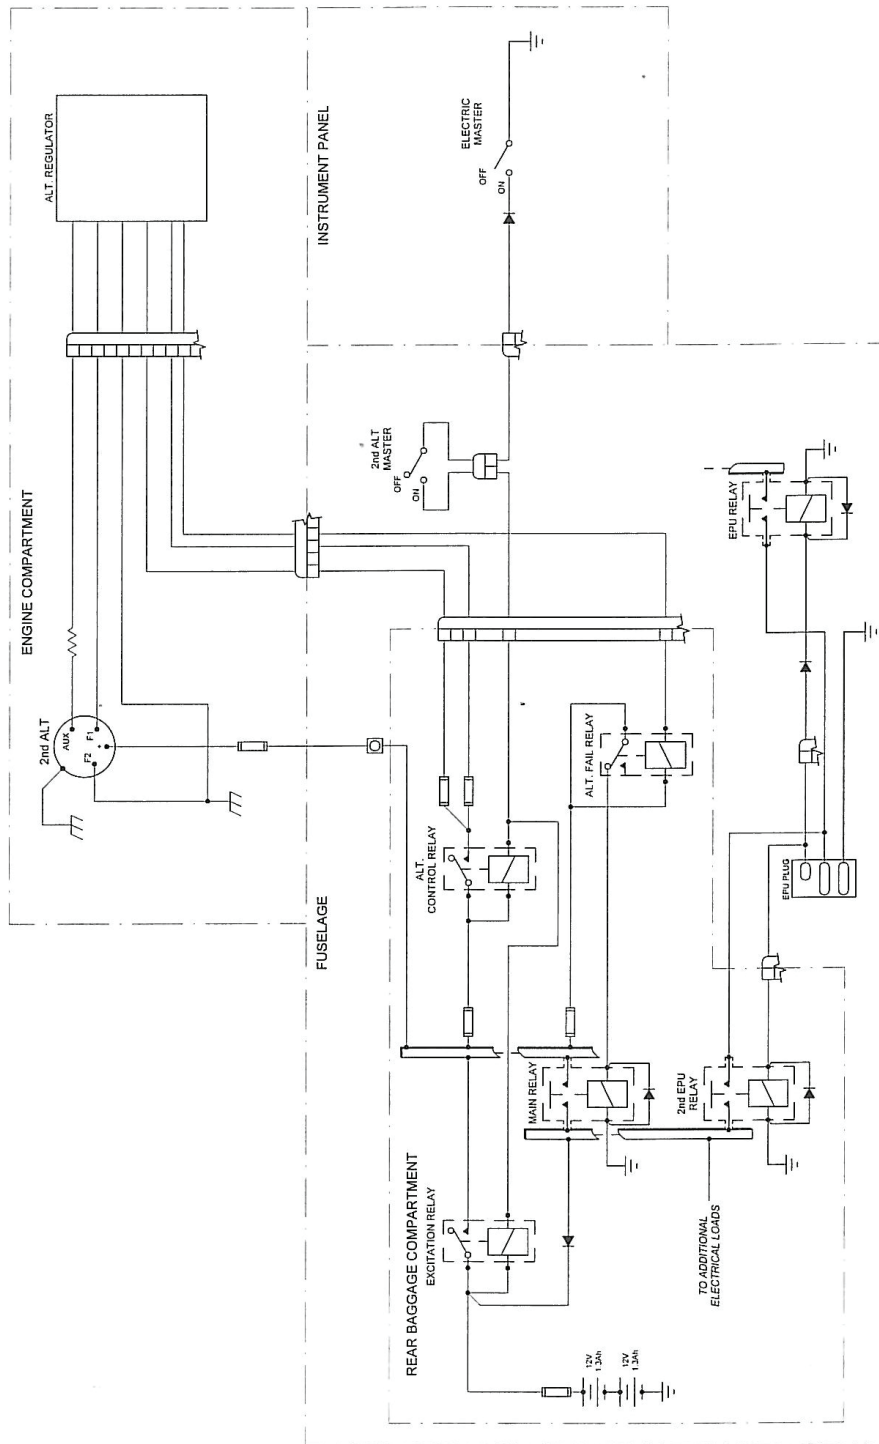 ENGINE COMPARTMENT
ALT. REGULATOR
2nd ALT
AUX
F1
+
F2
INSTRUMENT PANEL
ELECTRIC
MASTER
OFF
ON
FUSELAGE
2nd ALT
MASTER
OFF
ON
EPU RELAY
EPU PLUG
REAR BAGGAGE COMPARTMENT
EXCITATION RELAY
ALT.
CONTROL RELAY
ALT. FAIL RELAY
MAIN RELAY
2nd EPU
RELAY
TO ADDITIONAL
ELECTRICAL LOADS
12V
1.3Ah
12V
1.3Ah